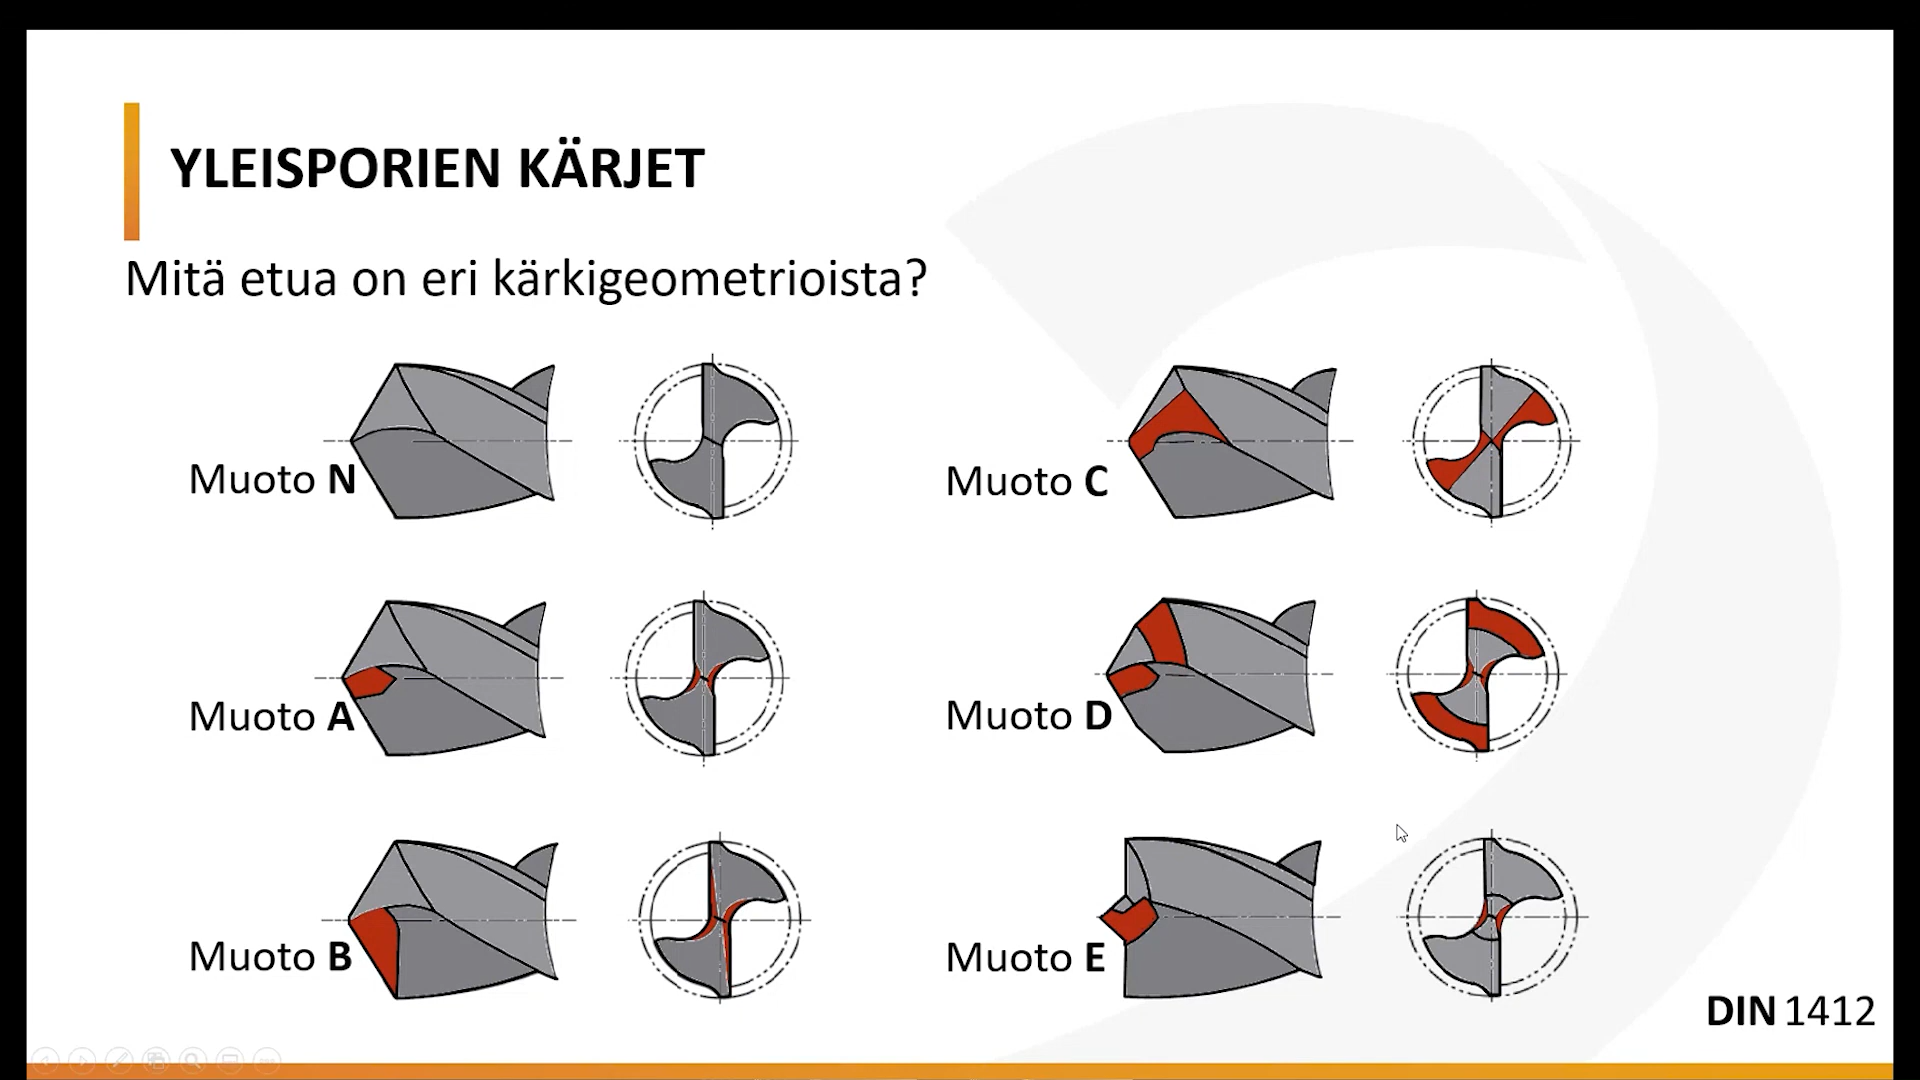 YLEISPORIEN KÄRJET
Mitä etua on eri kärkigeometrioista?
Muoto N
Muoto C
Muoto A
Muoto D
Muoto B
Muoto E
DIN 1412